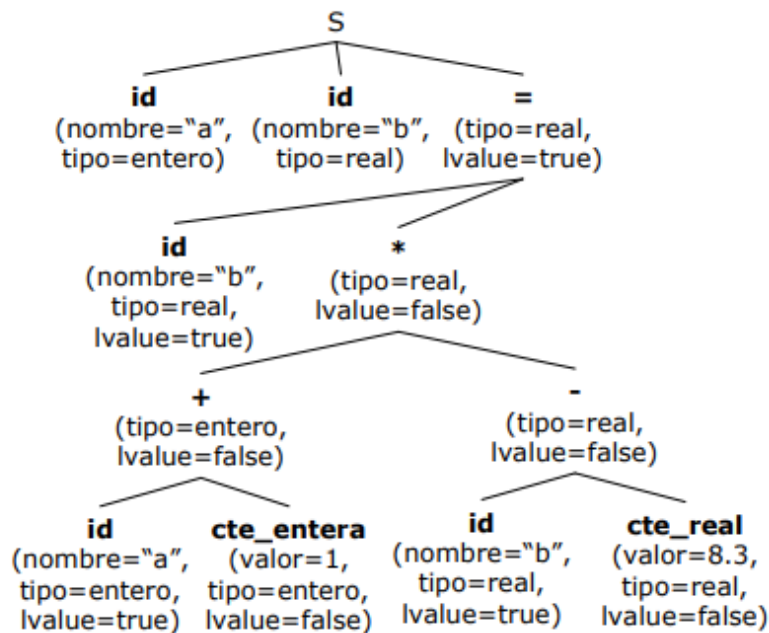 S
id id =
(nombre="a", (nombre="b", (tipo=real,
tipo=entero) tipo=real) lvalue=true)
id *
(nombre="b", (tipo=real,
tipo=real, lvalue=false)
lvalue=true)
+ -
(tipo=entero, (tipo=real,
lvalue=false) lvalue=false)
id cte_entera id cte_real
(nombre="a", (valor=1, (nombre="b", (valor=8.3,
tipo=entero, tipo=entero, tipo=real, tipo=real,
lvalue=true) lvalue=false) lvalue=true) lvalue=false)